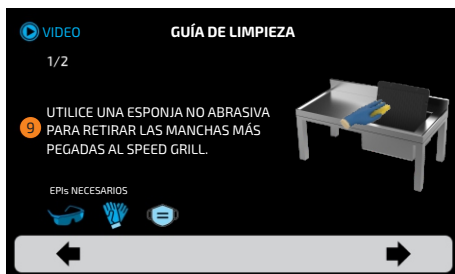 VIDEO
GUÍA DE LIMPIEZA
1/2
9
UTILICE UNA ESPONJA NO ABRASIVA
PARA RETIRAR LAS MANCHAS MÁS
PEGADAS AL SPEED GRILL.
EPIs NECESARIOS